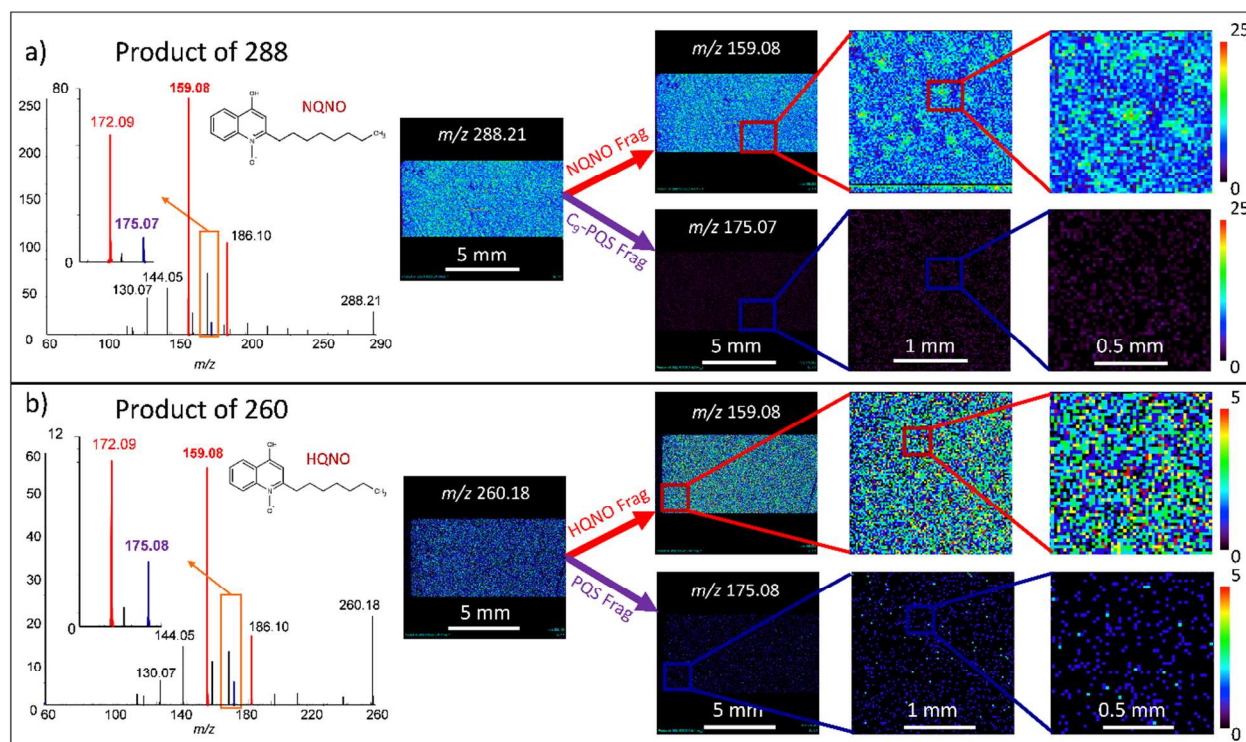 a)
Product of 288
80
0
250
200
150
100
50
0
172.09
175.07
159.08
NQNO
OH
N+
O-
CH3
186.10
144.05
130.07
288.21
60
100
150
200
250
290
m/z
m/z 288.21
5 mm
NQNO Frag
C9-PQS Frag
m/z 159.08
25
0
m/z 175.07
5 mm
1 mm
0.5 mm
25
0
b)
Product of 260
12
0
60
50
40
30
20
10
0
172.09
175.08
159.08
HQNO
OH
N+
O-
CH3
186.10
144.05
130.07
260.18
60
100
140
180
220
260
m/z
m/z 260.18
5 mm
HQNO Frag
PQS Frag
m/z 159.08
5
0
m/z 175.08
5 mm
1 mm
0.5 mm
5
0